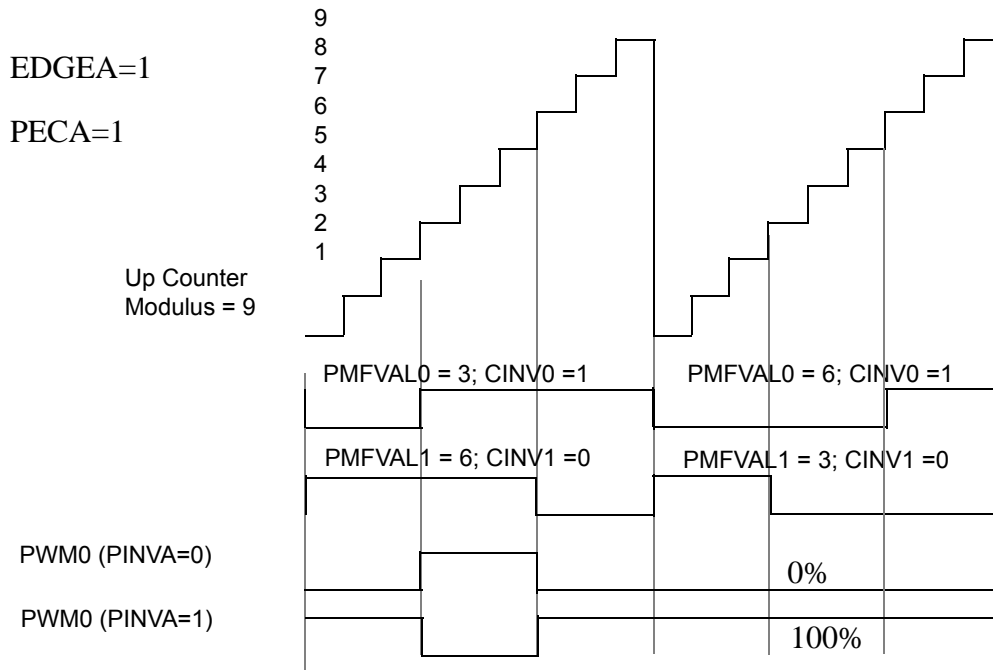 9
8
EDGEA=1
7
6
PECA=1
5
4
3
2
1
Up Counter
Modulus = 9
PMFVAL0 = 3; CINV0 =1
PMFVAL0 = 6; CINV0 =1
PMFVAL1 = 6; CINV1 =0
PMFVAL1 = 3; CINV1 =0
PWM0 (PINVA=0)
0%
PWM0 (PINVA=1)
100%